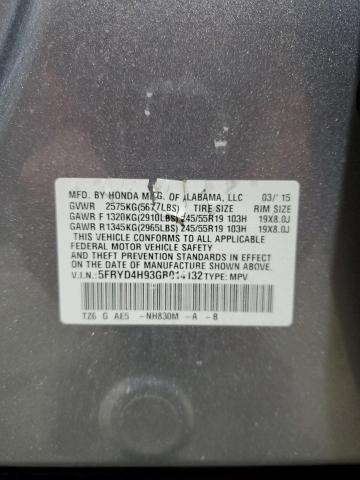 MFD. BY HONDA MFG. OF ALABAMA, LLC 03/ 15
GVWR 2575KG(5677LBS) TIRE SIZE RIM SIZE
GAWR F 1320KG(2910LBS) 245/55R19 103H 19X8.0J
GAWR R 1345KG(2965LBS) 245/55R19 103H 19X8.0J
THIS VEHICLE CONFORMS TO ALL APPLICABLE
FEDERAL MOTOR VEHICLE SAFETY
AND THEFT PREVENTION STANDARDS IN EFFECT
ON THE DATE OF MANUFACTURE SHOWN ABOVE.
V.I.N.: 5FRYD4H93GB014132 TYPE: MPV
TZ6 G AE5 -NH830M -A -B